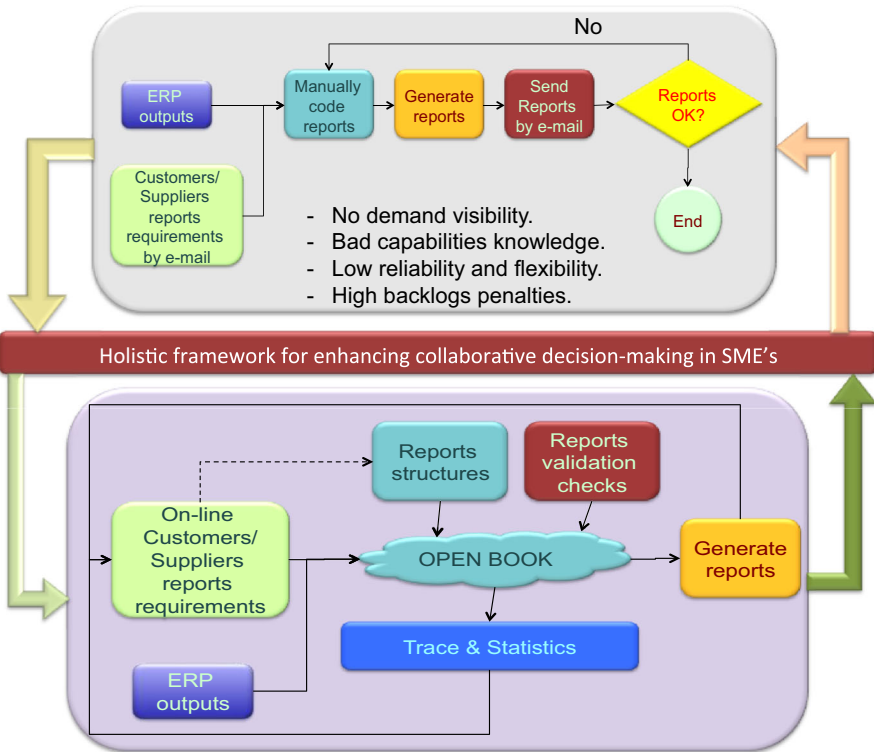 No
ERP
outputs
Manually
code
reports
Generate
reports
Send
Reports
by e-mail
Reports
OK?
Customers/
Suppliers
reports
requirements
by e-mail
End
- No demand visibility.
- Bad capabilities knowledge.
- Low reliability and flexibility.
- High backlogs penalties.
Holistic framework for enhancing collaborative decision-making in SME's
Reports
structures
Reports
validation
checks
On-line
Customers/
Suppliers
reports
requirements
OPEN BOOK
Generate
reports
Trace & Statistics
ERP
outputs